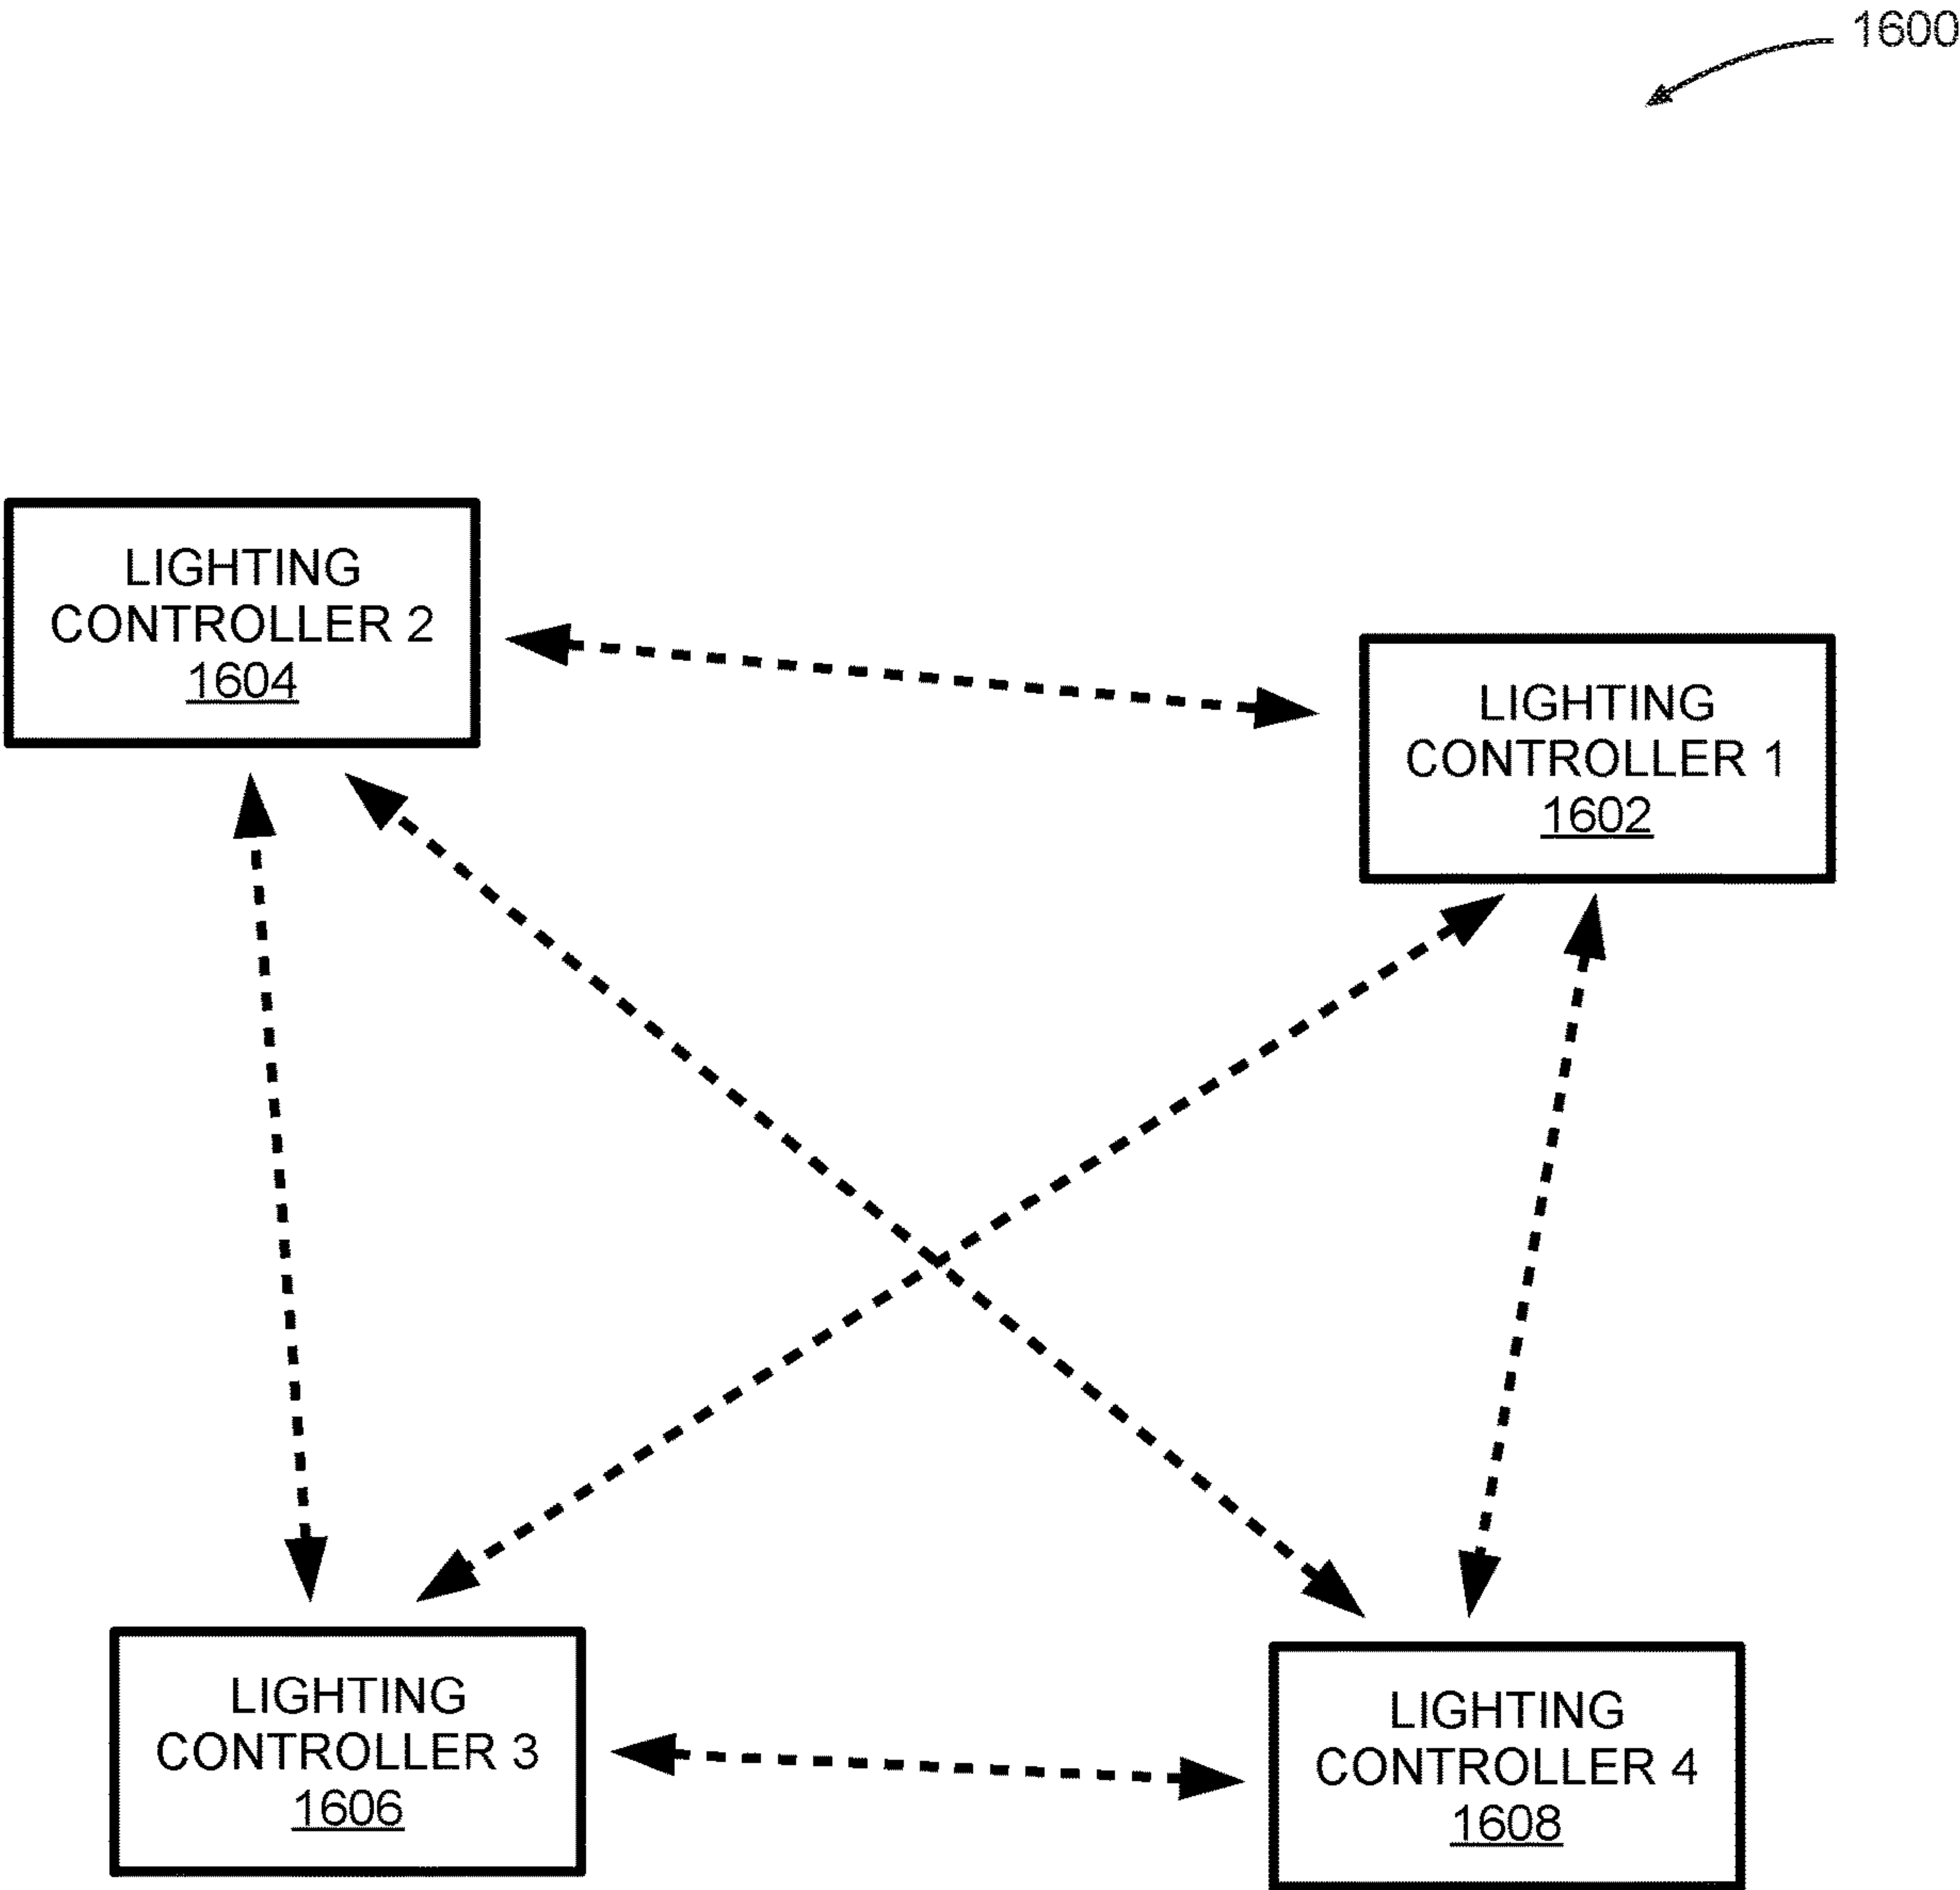 1600
LIGHTING
CONTROLLER 2
1604
LIGHTING
CONTROLLER 1
1602
LIGHTING
CONTROLLER 3
1606
LIGHTING
CONTROLLER 4
1608